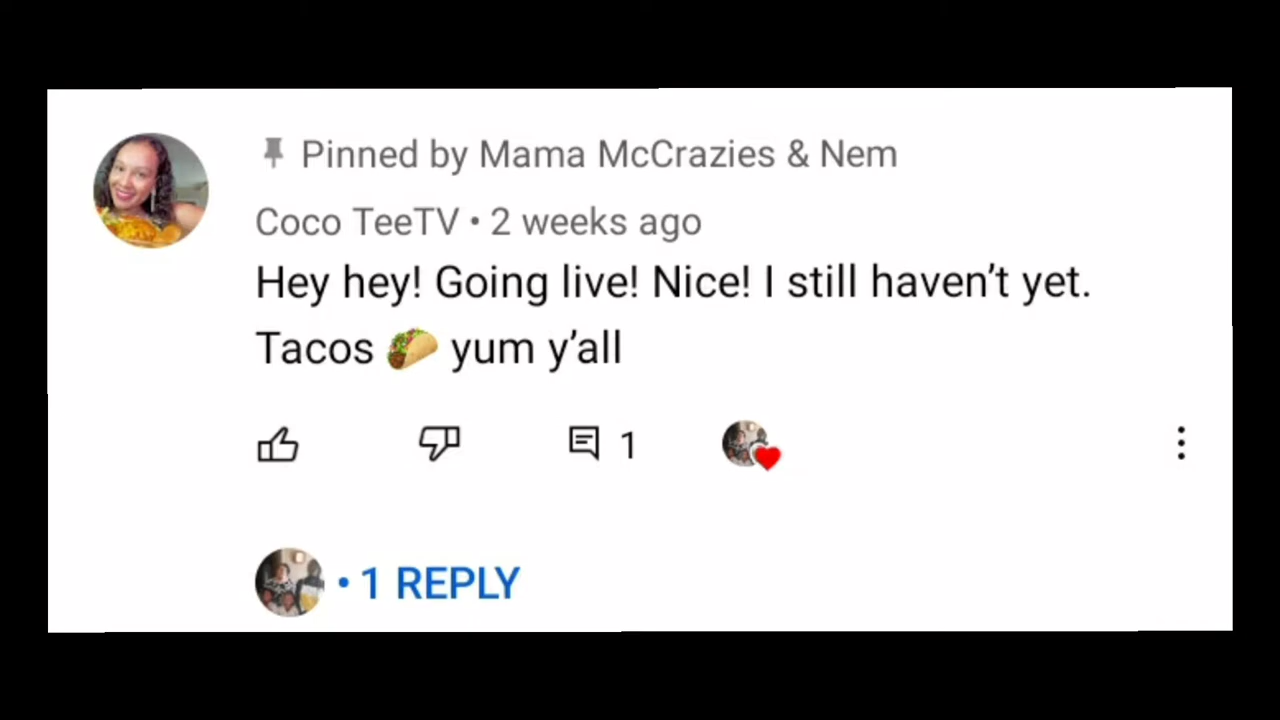 Pinned by Mama McCrazies & Nem
Coco TeeTV • 2 weeks ago
Hey hey! Going live! Nice! I still haven’t yet.
Tacos 🌮 yum y’all
1
• 1 REPLY